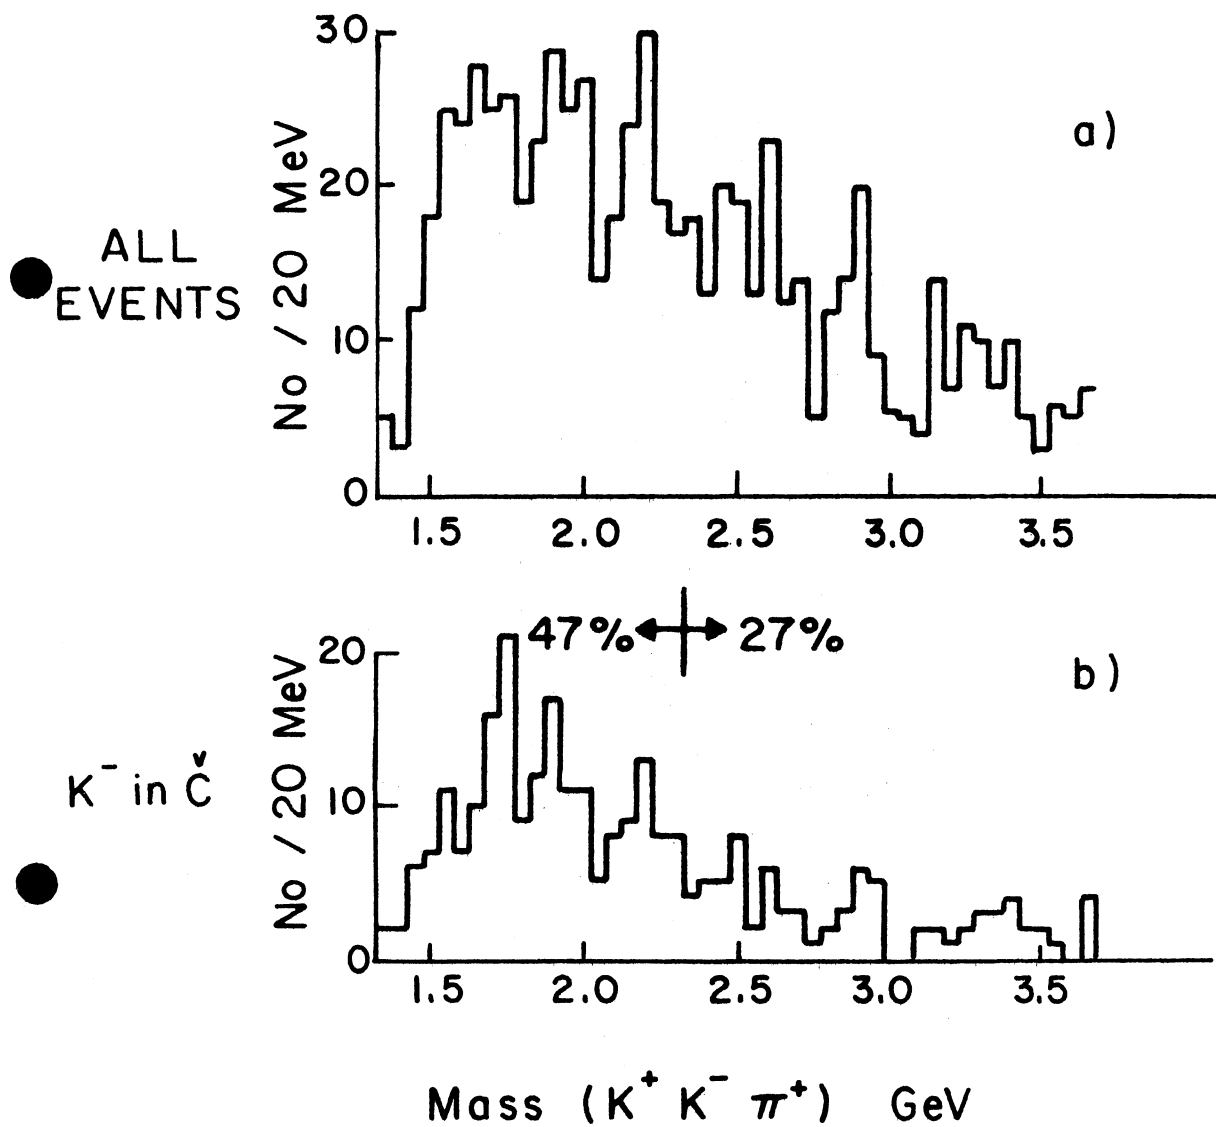 30
20
10
0
No / 20 MeV
ALL
EVENTS
a)
1.5 2.0 2.5 3.0 3.5
47% 27%
20
10
0
No / 20 MeV
K⁻ in Č
b)
1.5 2.0 2.5 3.0 3.5
Mass (K⁺ K⁻ π⁺) GeV